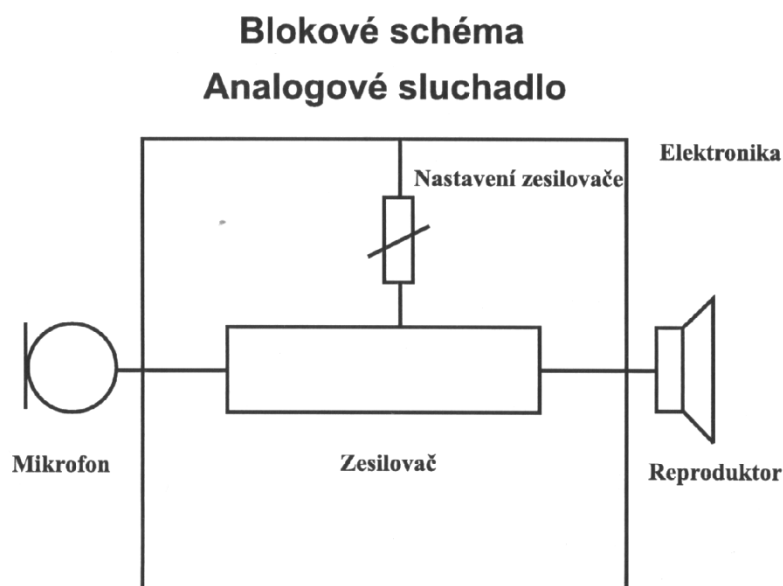 Blokové schéma
Analogové sluchadlo
Elektronika
Nastavení zesilovače
Mikrofon
Zesilovač
Reproduktor